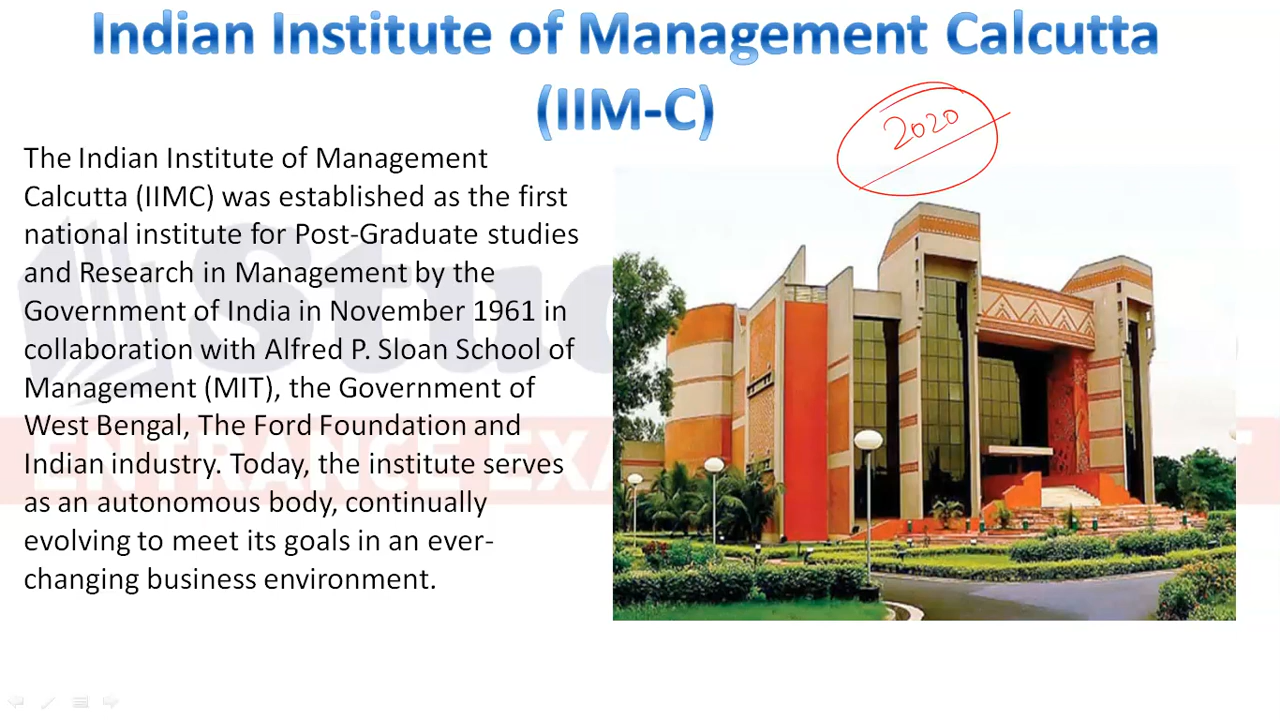 Indian Institute of Management Calcutta
(IIM-C)
2020
The Indian Institute of Management
Calcutta (IIMC) was established as the first
national institute for Post-Graduate studies
and Research in Management by the
Government of India in November 1961 in
collaboration with Alfred P. Sloan School of
Management (MIT), the Government of
West Bengal, The Ford Foundation and
Indian industry. Today, the institute serves
as an autonomous body, continually
evolving to meet its goals in an ever-
changing business environment.